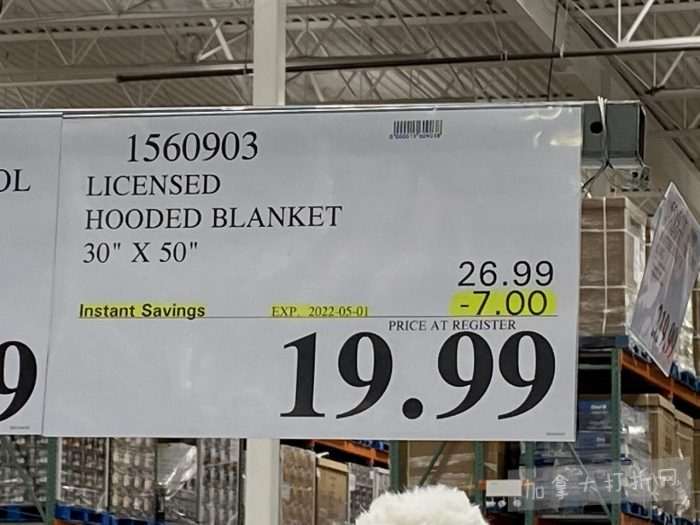 1560903
LICENSED
HOODED BLANKET
30" X 50"
26.99
Instant Savings EXP. 2022-05-01 -7.00
PRICE AT REGISTER
19.99
OL
9
加拿大打折网